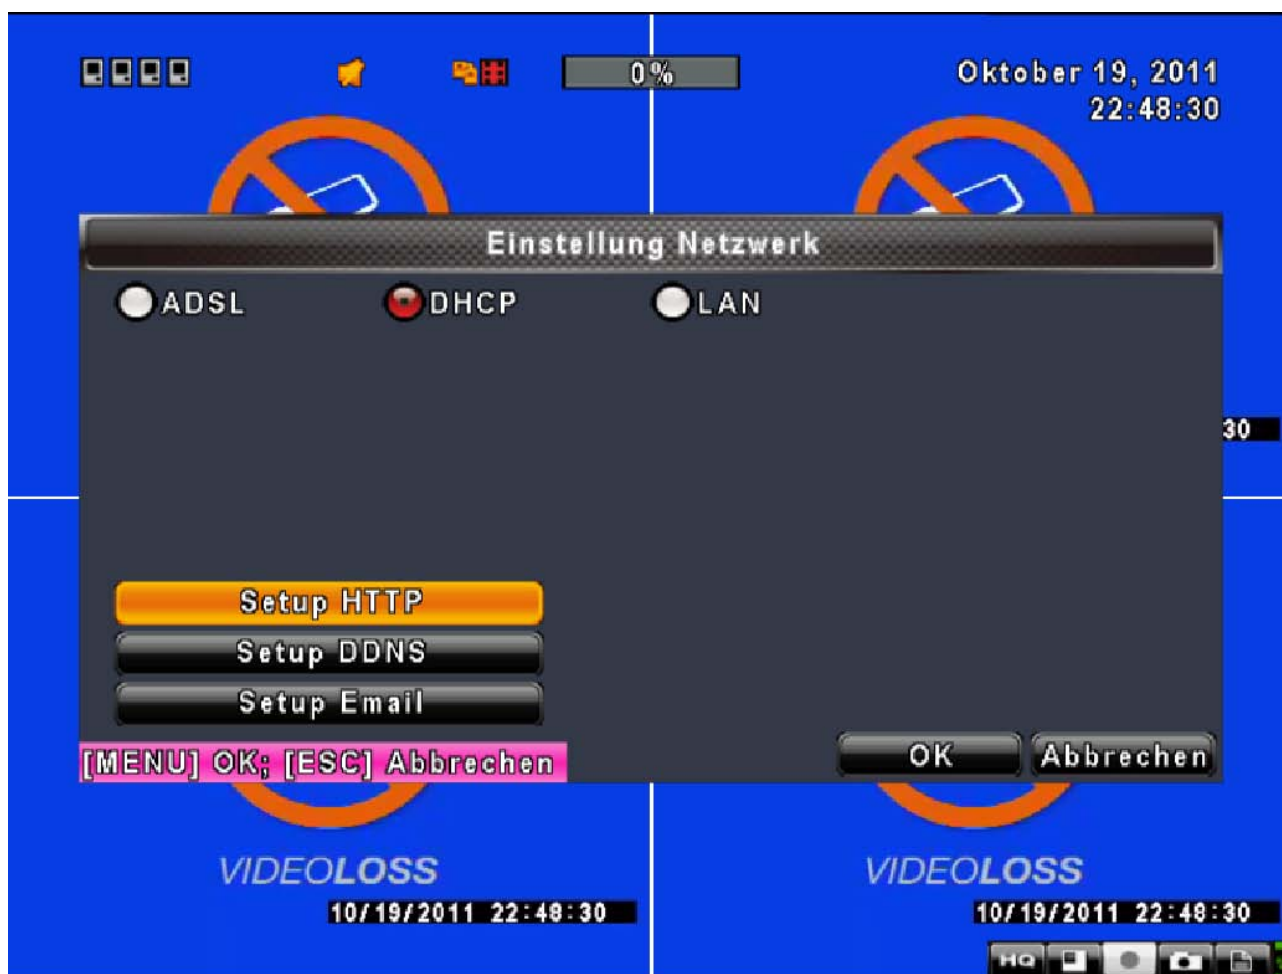 0%
Oktober 19, 2011
22:48:30
Einstellung Netzwerk
ADSL DHCP LAN
30
Setup HTTP
Setup DDNS
Setup Email
[MENU] OK; [ESC] Abbrechen
OK Abbrechen
VIDEOLOSS VIDEOLOSS
10/19/2011 22:48:30 10/19/2011 22:48:30
HQ